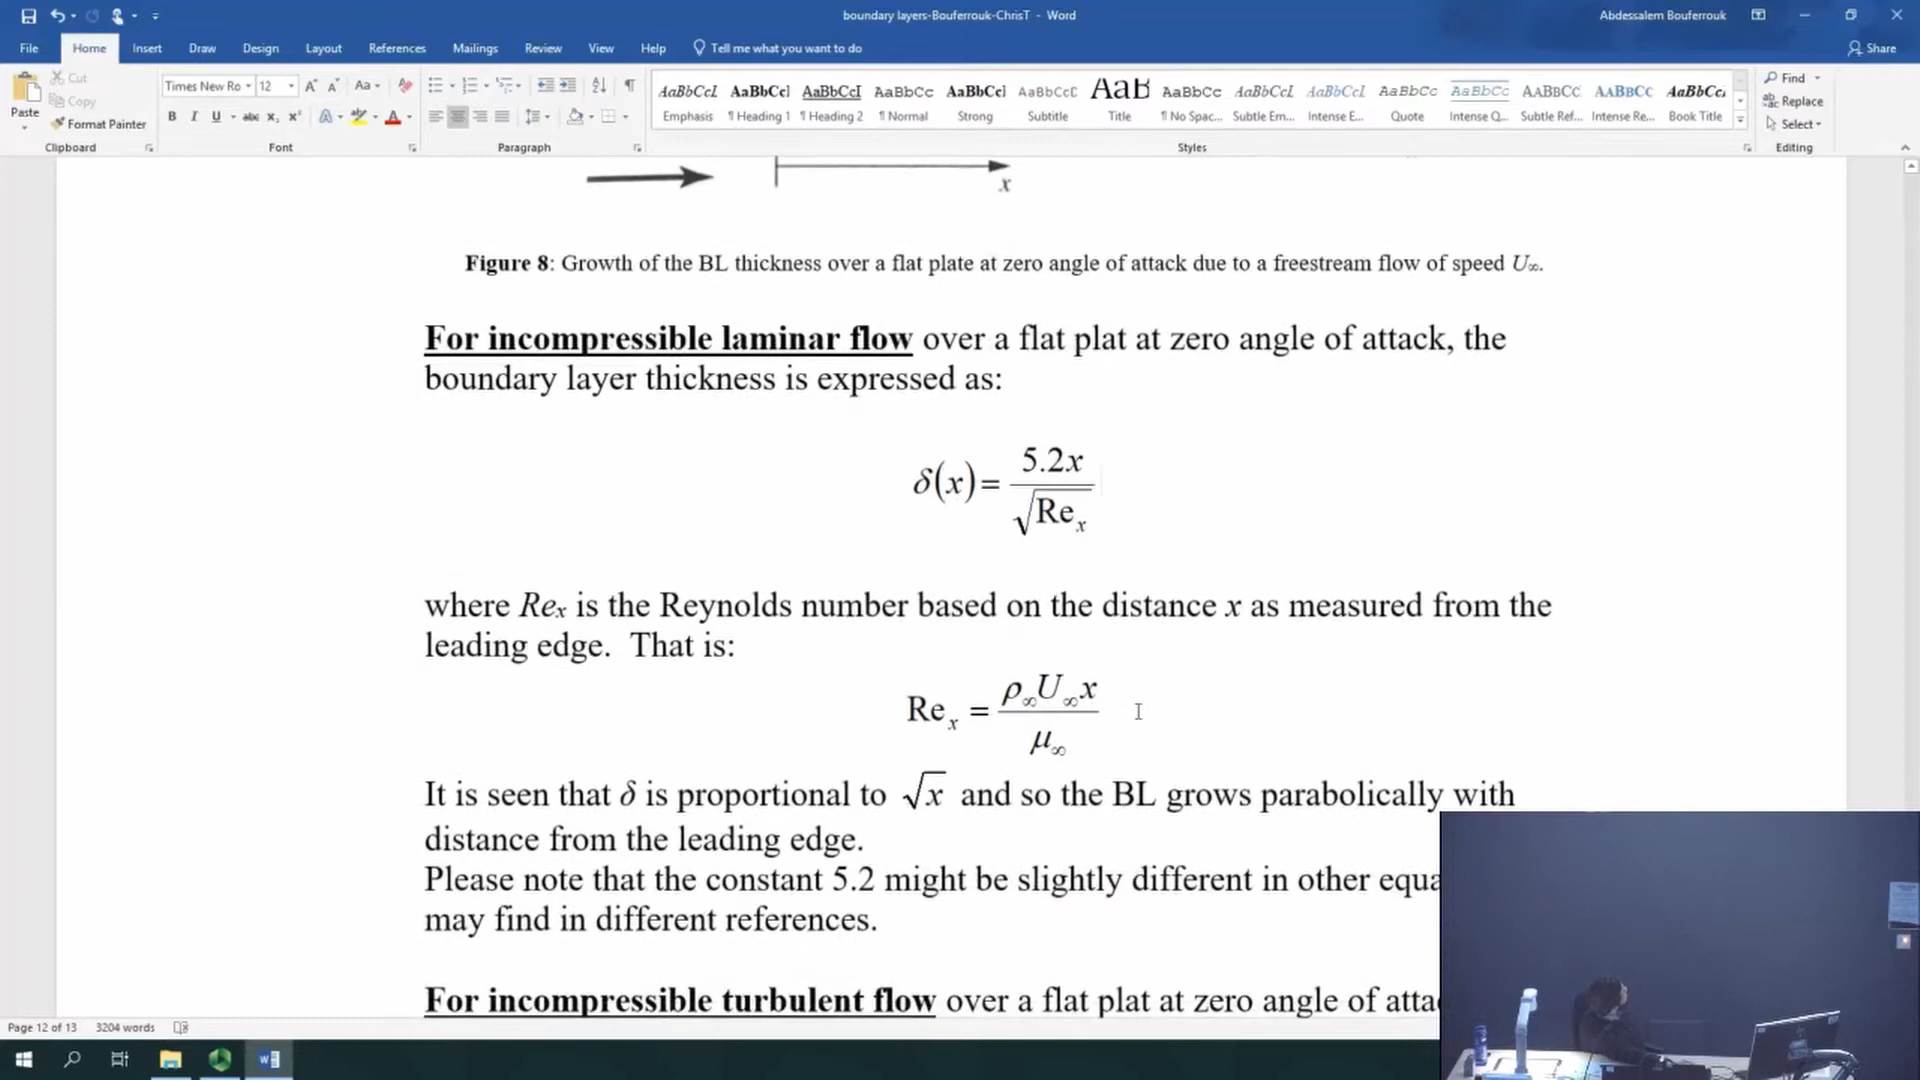 boundary layers-Bouferrouk-ChrisT - Word
Abdessalem Bouferrouk
File Home Insert Draw Design Layout References Mailings Review View Help Tell me what you want to do
Share
Paste
Cut
Copy
Format Painter
Clipboard
Times New Ro 12
Font
Paragraph
AaBbCcI AaBbCcI AaBbCcI AaBbCc AaBbCcI AaBbCcC AaB AaBbCc AaBbCcL AaBbCcI AaBbCc AaBbCc AABBCC AABBCC AaBbCc
Emphasis ¶ Heading 1 ¶ Heading 2 ¶ Normal Strong Subtitle Title ¶ No Spac... Subtle Em... Intense E... Quote Intense Q... Subtle Ref... Intense Re... Book Title
Styles
Find
Replace
Select
Editing
x
Figure 8: Growth of the BL thickness over a flat plate at zero angle of attack due to a freestream flow of speed U∞.
For incompressible laminar flow over a flat plat at zero angle of attack, the
boundary layer thickness is expressed as:
δ(x) = 5.2x / √Reₓ
where Reₓ is the Reynolds number based on the distance x as measured from the
leading edge. That is:
Reₓ = ρ∞U∞x / μ∞
It is seen that δ is proportional to √x and so the BL grows parabolically with
distance from the leading edge.
Please note that the constant 5.2 might be slightly different in other equa
may find in different references.
For incompressible turbulent flow over a flat plat at zero angle of atta
Page 12 of 13 3204 words